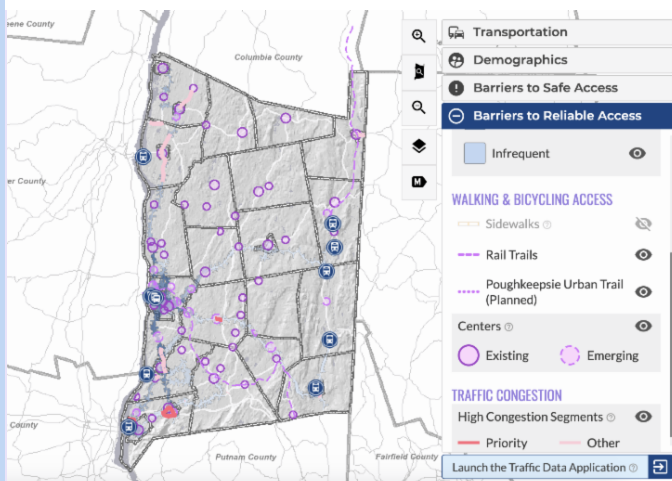 eene County
Columbia County
er County
County
Putnam County
Fairfield County
M
Transportation
Demographics
Barriers to Safe Access
Barriers to Reliable Access
Infrequent
WALKING & BICYCLING ACCESS
Sidewalks ?
Rail Trails
Poughkeepsie Urban Trail
(Planned)
Centers ?
Existing
Emerging
TRAFFIC CONGESTION
High Congestion Segments ?
Priority
Other
Launch the Traffic Data Application ?